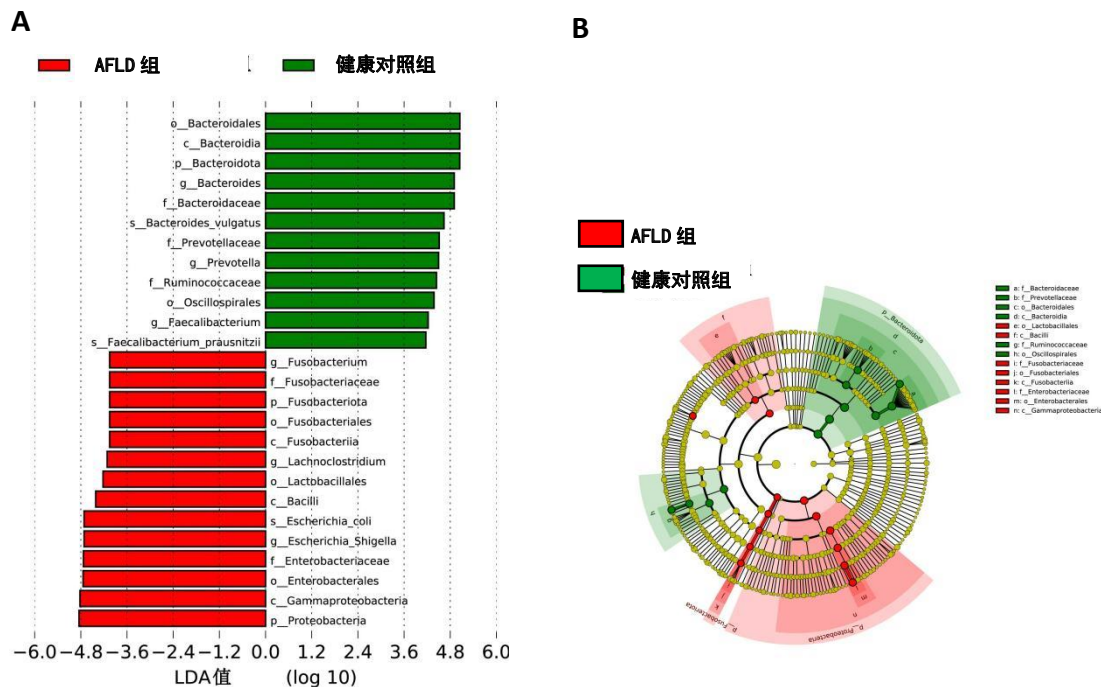 A
AFLD 组
健康对照组
o__Bacteroidales
c__Bacteroidia
p__Bacteroidota
g__Bacteroides
f__Bacteroidaceae
s__Bacteroides_vulgatus
f__Prevotellaceae
g__Prevotella
f__Ruminococcaceae
o__Oscillospirales
g__Faecalibacterium
s__Faecalibacterium_prausnitzii
g__Fusobacterium
f__Fusobacteriaceae
p__Fusobacteriota
o__Fusobacteriales
c__Fusobacteriia
g__Lachnoclostridium
o__Lactobacillales
c__Bacilli
s__Escherichia_coli
g__Escherichia_Shigella
f__Enterobacteriaceae
o__Enterobacterales
c__Gammaproteobacteria
p__Proteobacteria
−6.0 −4.8 −3.6 −2.4 −1.2 0.0 1.2 2.4 3.6 4.8 6.0
LDA值 (log 10)
B
AFLD 组
健康对照组
a: f__Bacteroidaceae
b: f__Prevotellaceae
c: o__Bacteroidales
d: c__Bacteroidia
e: o__Lactobacillales
f: c__Bacilli
g: f__Ruminococcaceae
h: o__Oscillospirales
i: f__Fusobacteriaceae
j: o__Fusobacteriales
k: c__Fusobacteriia
l: f__Enterobacteriaceae
m: o__Enterobacterales
n: c__Gammaproteobacteria
p__Bacteroidota
d
c
b
a
f
e
h
k
p__Fusobacteriota
p__Proteobacteria
n
m